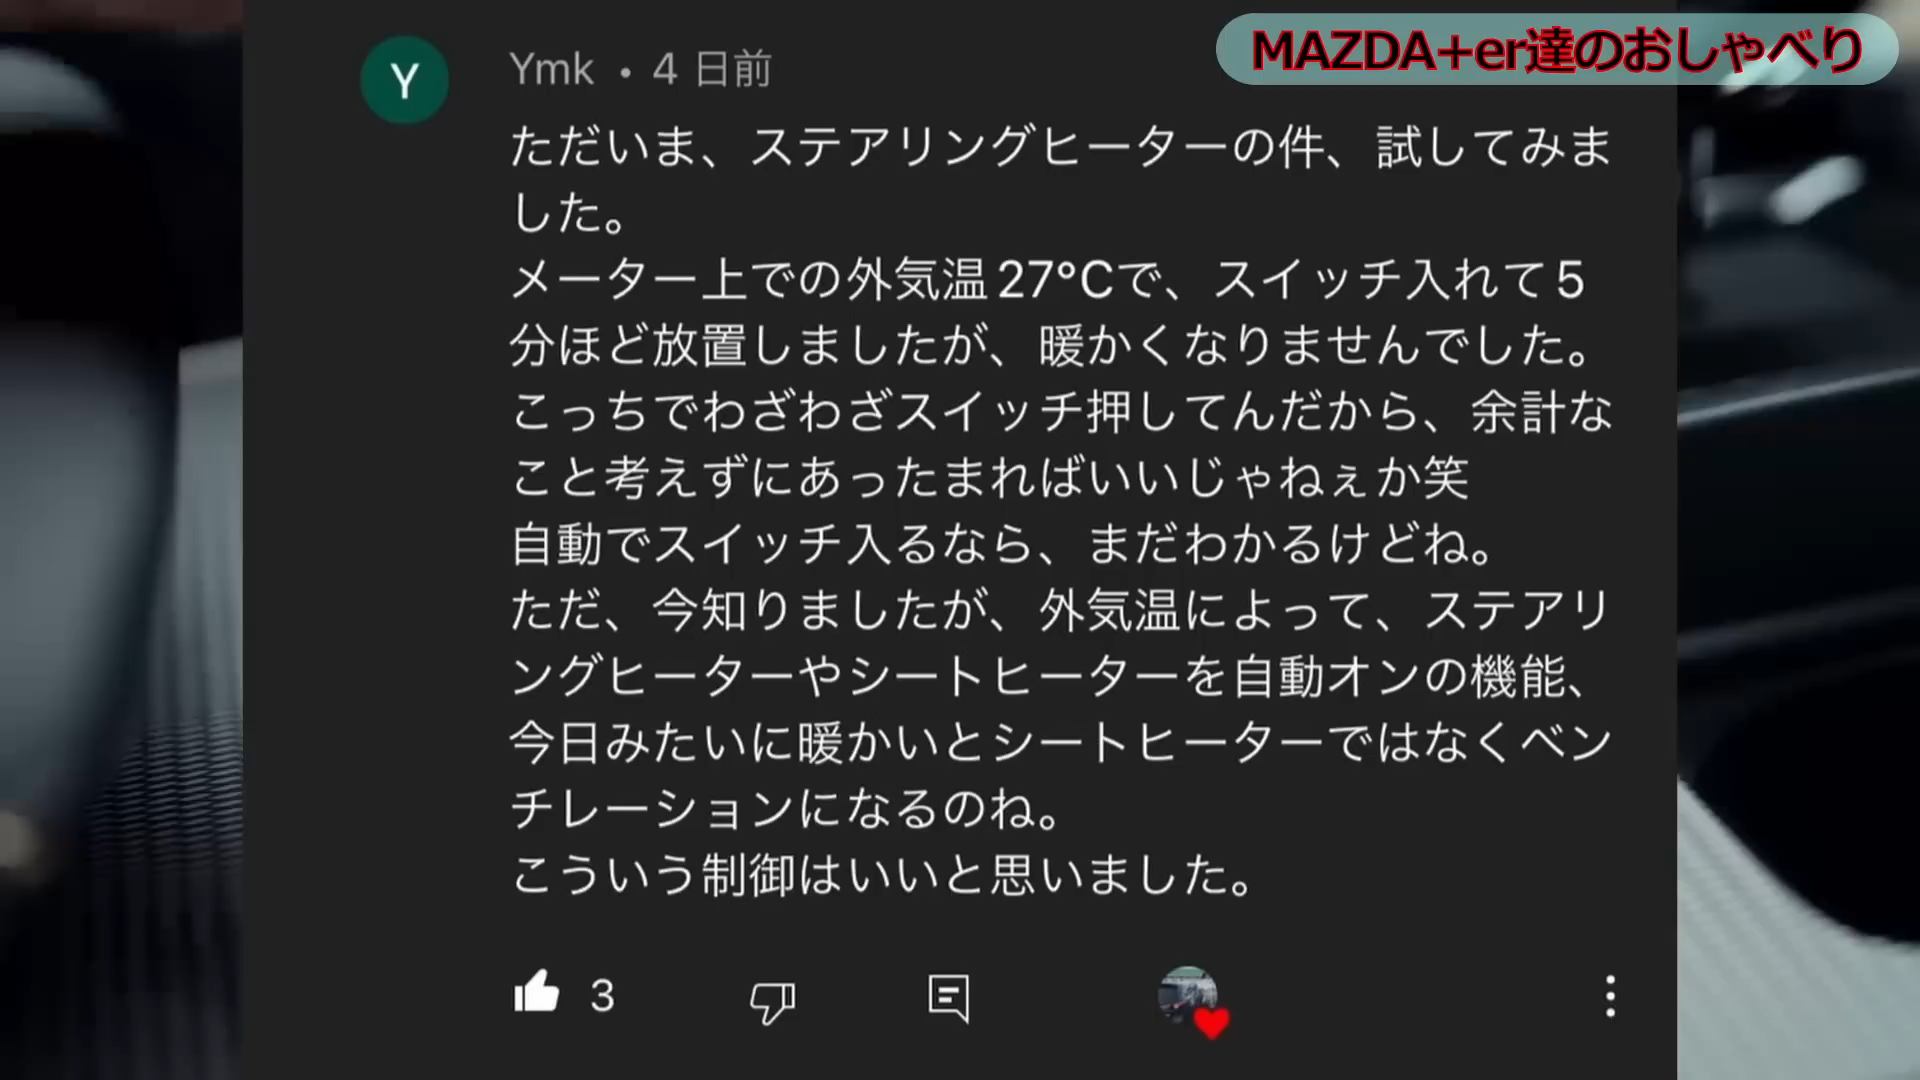 MAZDA+er達のおしゃべり
Y
Ymk • 4 日前
ただいま、ステアリングヒーターの件、試してみま
した。
メーター上での外気温27°Cで、スイッチ入れて5
分ほど放置しましたが、暖かくなりませんでした。
こっちでわざわざスイッチ押してんだから、余計な
こと考えずにあったまればいいじゃねぇか笑
自動でスイッチ入るなら、まだわかるけどね。
ただ、今知りましたが、外気温によって、ステアリ
ングヒーターやシートヒーターを自動オンの機能、
今日みたいに暖かいとシートヒーターではなくベン
チレーションになるのね。
こういう制御はいいと思いました。
3